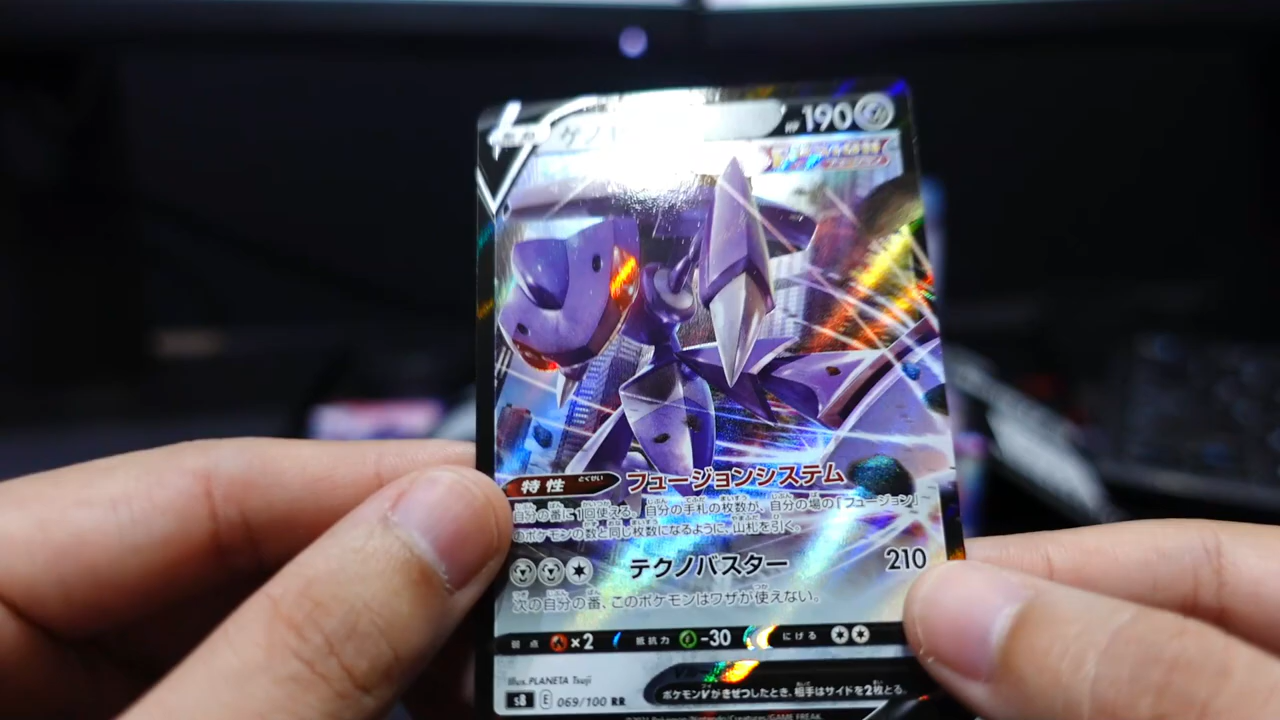 HP 190
特性 とくせい フュージョンシステム
自分の番に1回使える。自分の手札の枚数が、自分の場の「フュージョン」
のポケモンの数と同じ枚数になるように、山札を引く。
テクノバスター 210
次の自分の番、このポケモンはワザが使えない。
弱点 ×2 抵抗力 -30 にげる
Illus. PLANETA Tsuji
ポケモンVがきぜつしたとき、相手はサイドを2枚とる。
s8 E 069/100 RR